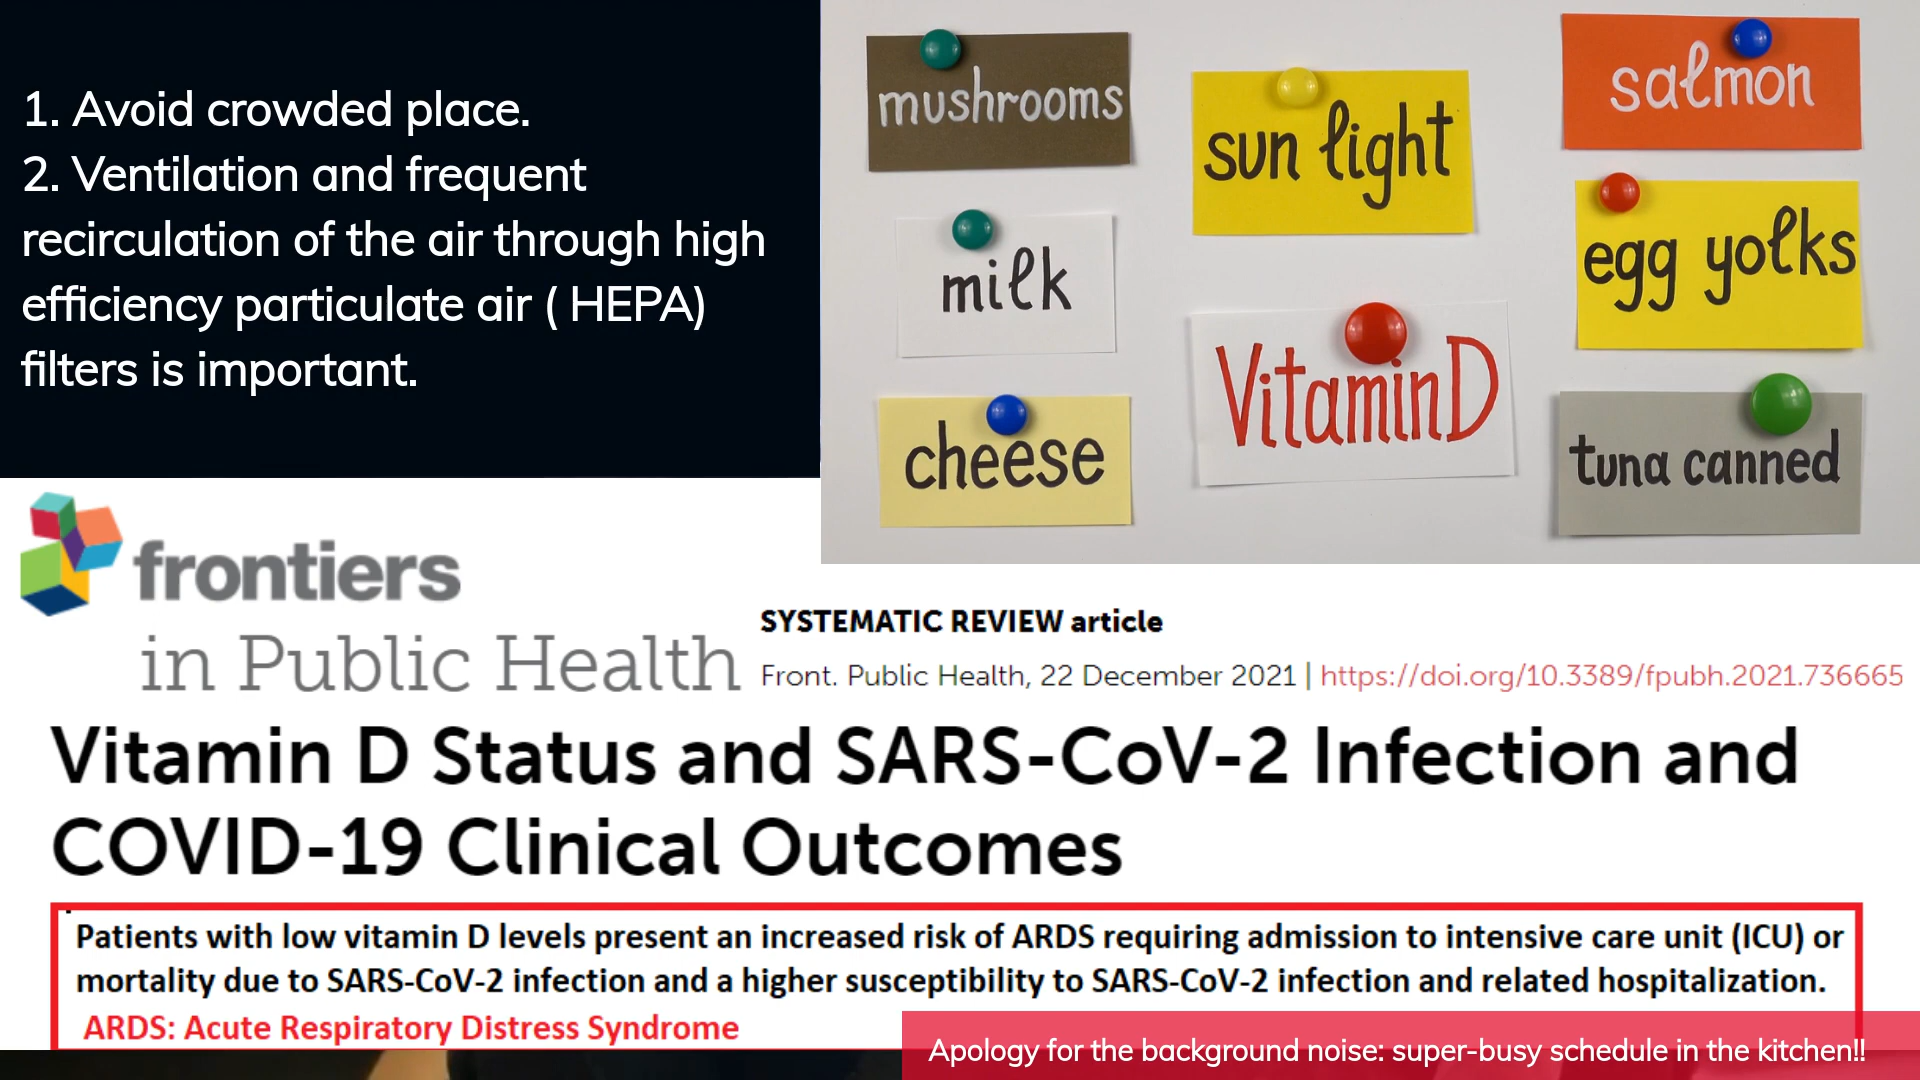 1. Avoid crowded place.
2. Ventilation and frequent
recirculation of the air through high
efficiency particulate air ( HEPA)
filters is important.
mushrooms
sun light
salmon
milk
egg yolks
VitaminD
cheese
tuna canned
frontiers
in Public Health
SYSTEMATIC REVIEW article
Front. Public Health, 22 December 2021 | https://doi.org/10.3389/fpubh.2021.736665
Vitamin D Status and SARS-CoV-2 Infection and
COVID-19 Clinical Outcomes
Patients with low vitamin D levels present an increased risk of ARDS requiring admission to intensive care unit (ICU) or
mortality due to SARS-CoV-2 infection and a higher susceptibility to SARS-CoV-2 infection and related hospitalization.
ARDS: Acute Respiratory Distress Syndrome
Apology for the background noise: super-busy schedule in the kitchen!!